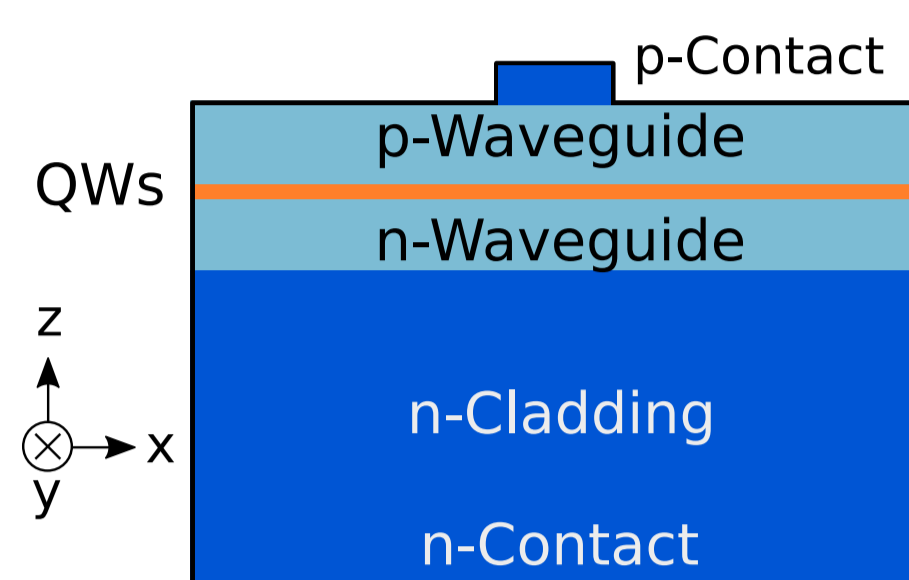 p-Contact
p-Waveguide
QWs
n-Waveguide
z
x
y
n-Cladding
n-Contact